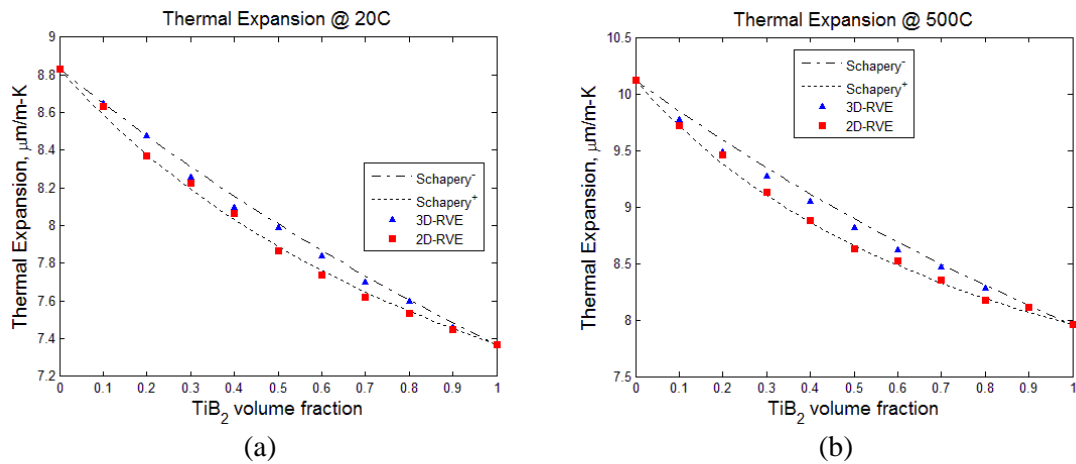 Thermal Expansion @ 20C
Thermal Expansion, μm/m-K
9
8.8
8.6
8.4
8.2
8
7.8
7.6
7.4
7.2
Schapery⁻
Schapery⁺
3D-RVE
2D-RVE
0 0.1 0.2 0.3 0.4 0.5 0.6 0.7 0.8 0.9 1
TiB₂ volume fraction
(a)
Thermal Expansion @ 500C
Thermal Expansion, μm/m-K
10.5
10
9.5
9
8.5
8
7.5
Schapery⁻
Schapery⁺
3D-RVE
2D-RVE
0 0.1 0.2 0.3 0.4 0.5 0.6 0.7 0.8 0.9 1
TiB₂ volume fraction
(b)